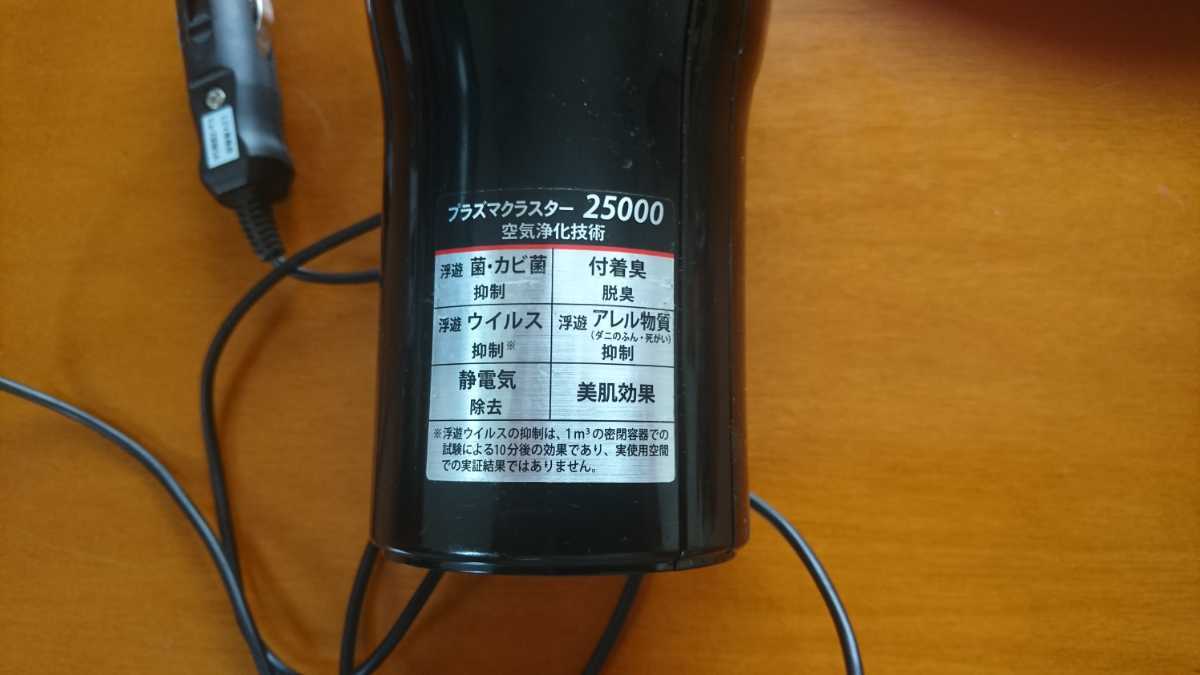 プラズマクラスター 25000
空気浄化技術
浮遊 菌・カビ菌
抑制
付着臭
脱臭
浮遊 ウイルス
抑制※
浮遊 アレル物質
(ダニのふん・死がい)
抑制
静電気
除去
美肌効果
※浮遊ウイルスの抑制は、1m³の密閉容器での
試験による10分後の効果であり、実使用空間
での実証結果ではありません。